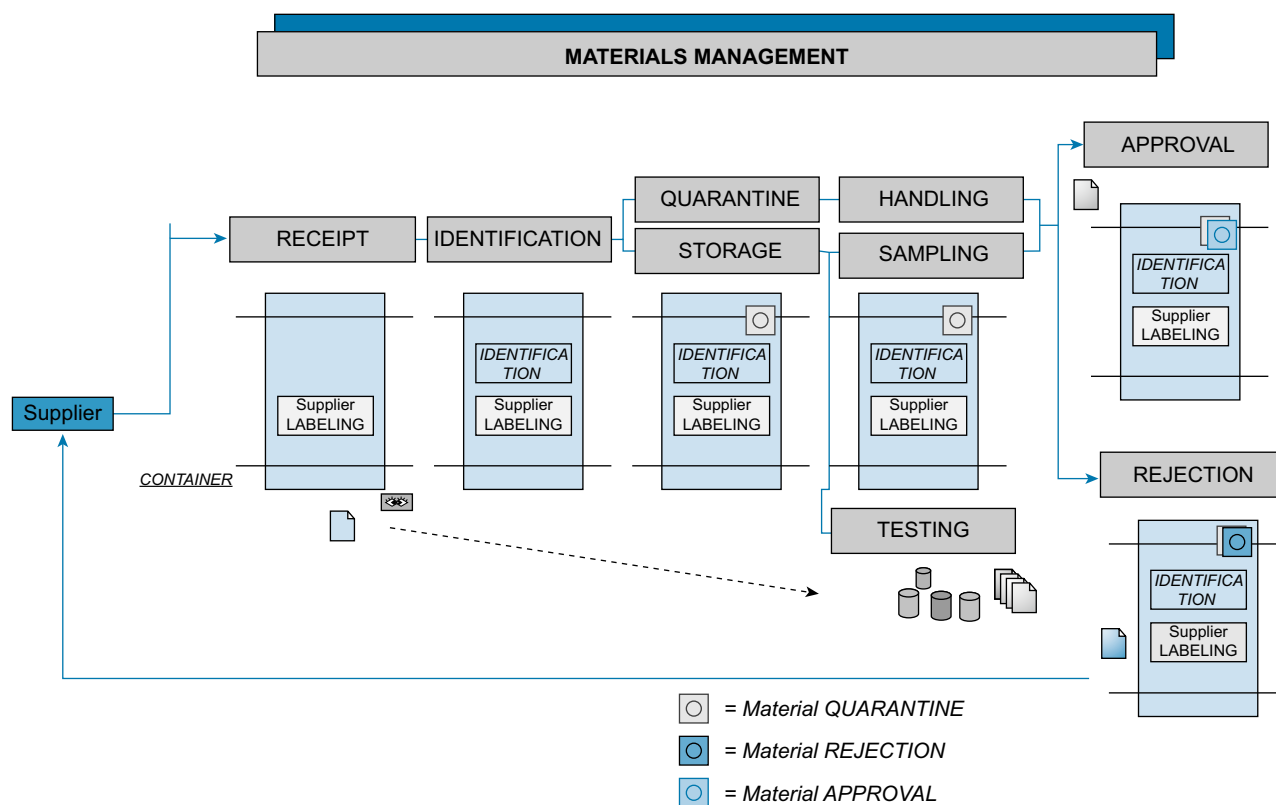 MATERIALS MANAGEMENT
APPROVAL
QUARANTINE
HANDLING
RECEIPT
IDENTIFICATION
STORAGE
SAMPLING
IDENTIFICA
TION
Supplier
LABELING
Supplier
Supplier
LABELING
IDENTIFICA
TION
Supplier
LABELING
IDENTIFICA
TION
Supplier
LABELING
IDENTIFICA
TION
Supplier
LABELING
CONTAINER
REJECTION
TESTING
IDENTIFICA
TION
Supplier
LABELING
= Material QUARANTINE
= Material REJECTION
= Material APPROVAL